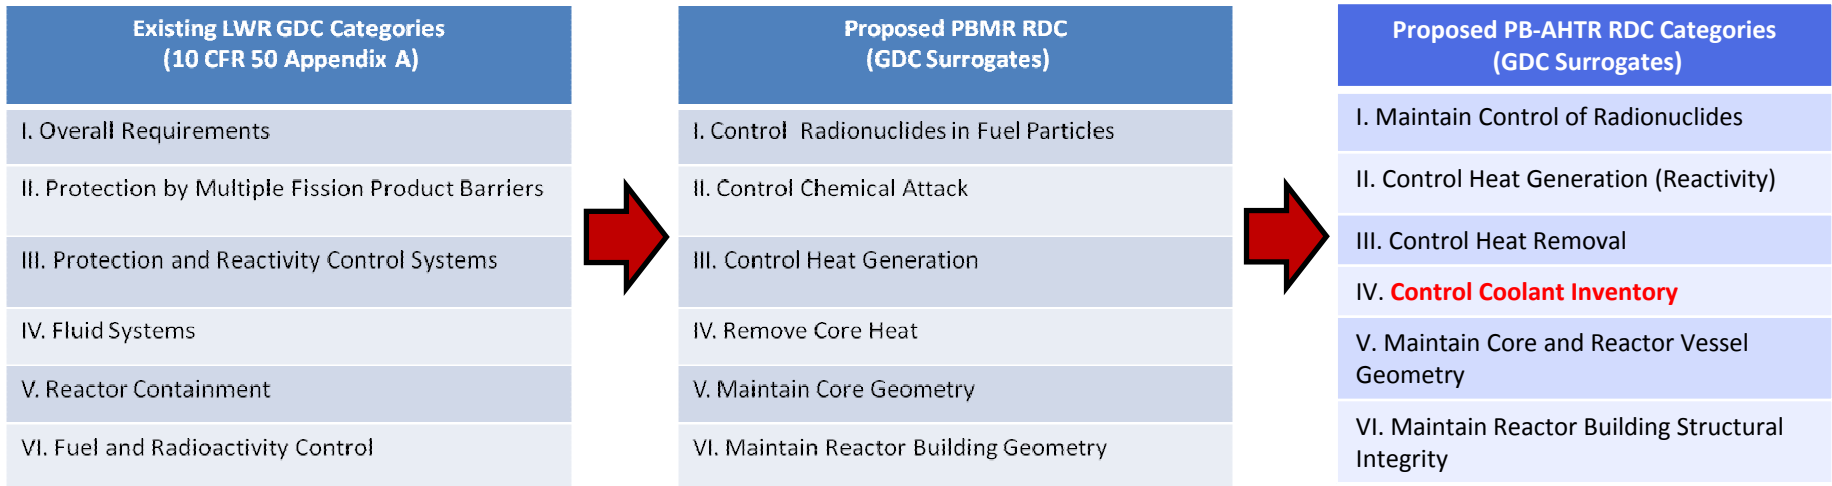 Existing LWR GDC Categories
(10 CFR 50 Appendix A)
I. Overall Requirements
II. Protection by Multiple Fission Product Barriers
III. Protection and Reactivity Control Systems
IV. Fluid Systems
V. Reactor Containment
VI. Fuel and Radioactivity Control
Proposed PBMR RDC
(GDC Surrogates)
I. Control Radionuclides in Fuel Particles
II. Control Chemical Attack
III. Control Heat Generation
IV. Remove Core Heat
V. Maintain Core Geometry
VI. Maintain Reactor Building Geometry
Proposed PB-AHTR RDC Categories
(GDC Surrogates)
I. Maintain Control of Radionuclides
II. Control Heat Generation (Reactivity)
III. Control Heat Removal
IV. Control Coolant Inventory
V. Maintain Core and Reactor Vessel
Geometry
VI. Maintain Reactor Building Structural
Integrity